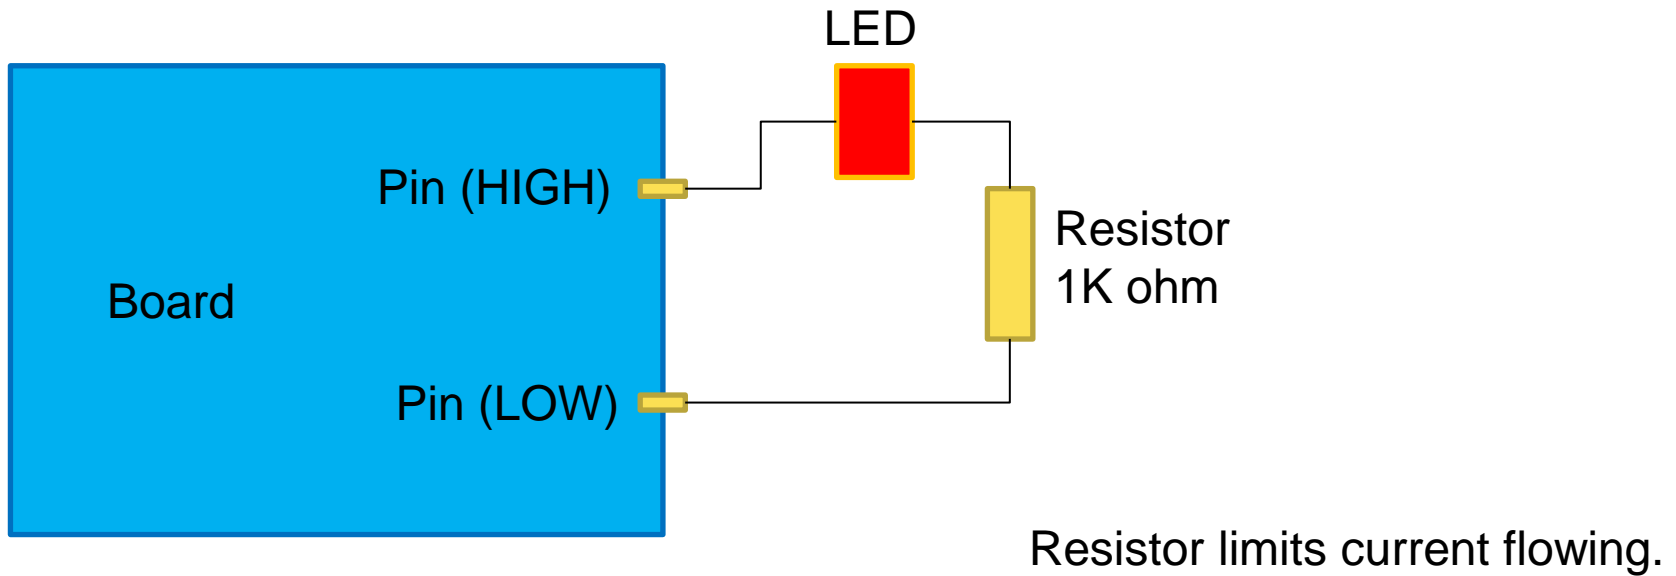 LED
Pin (HIGH)
Resistor
1K ohm
Board
Pin (LOW)
Resistor limits current flowing.